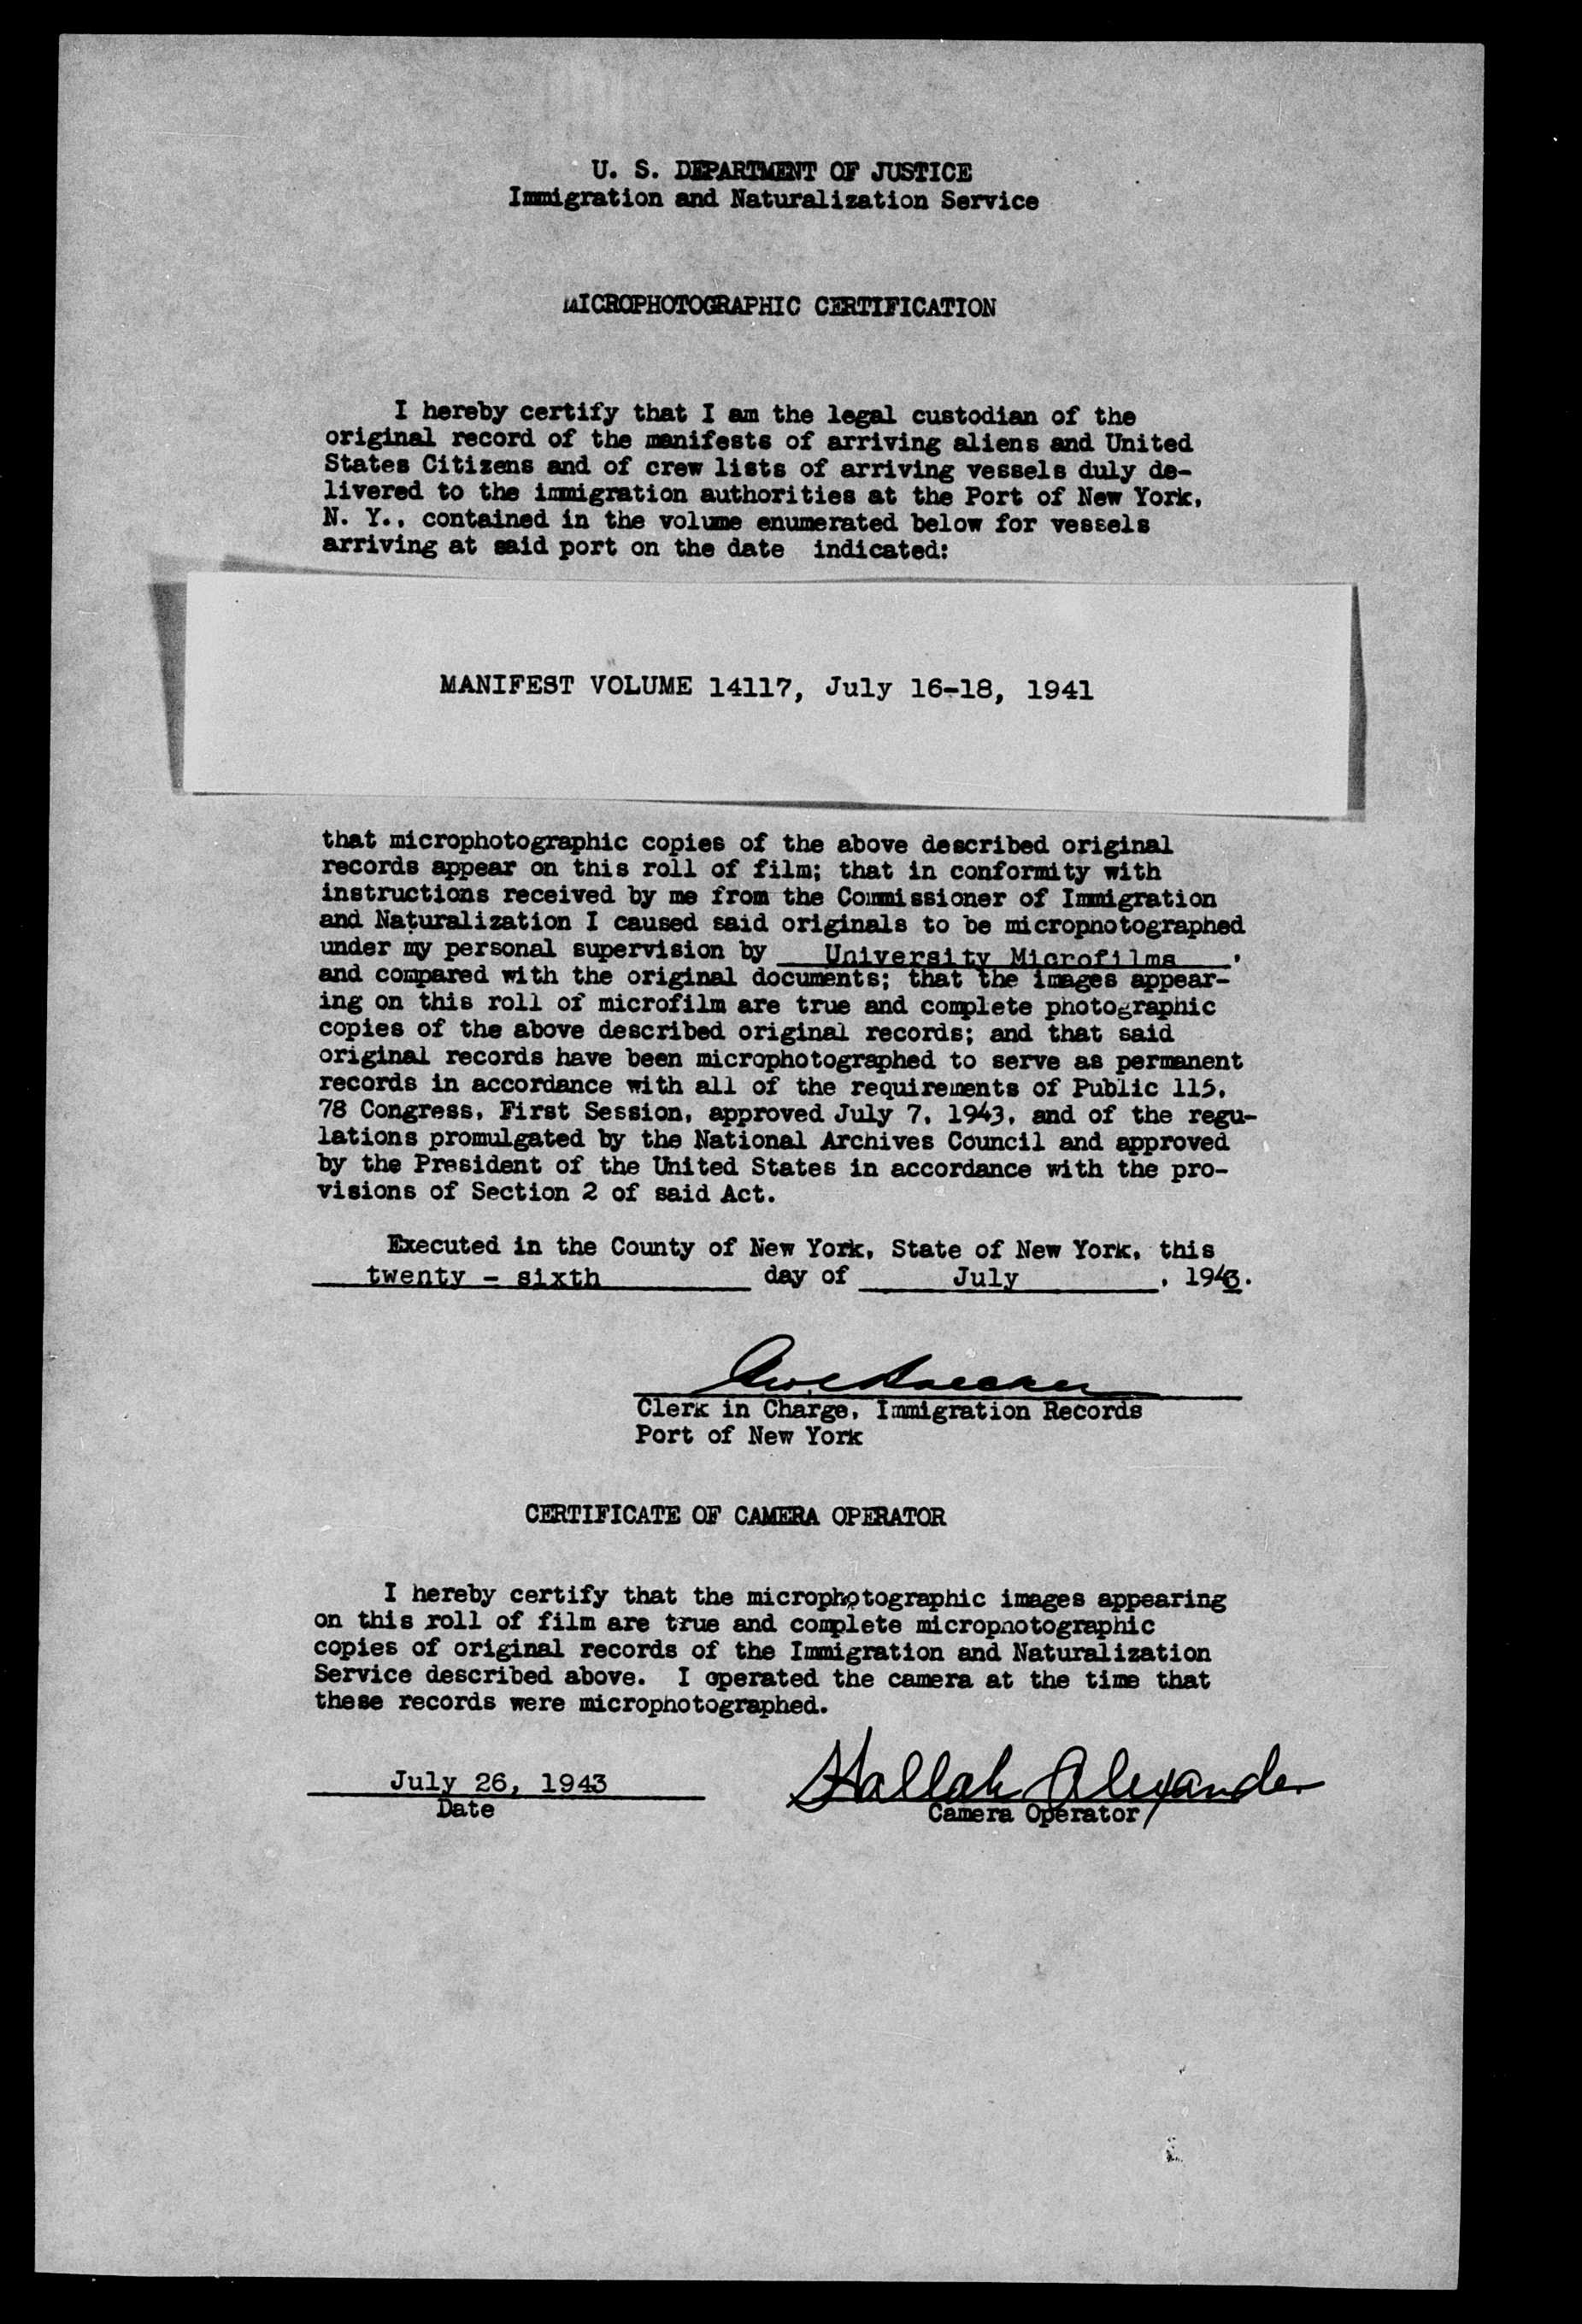 U. S. DEPARTMENT OF JUSTICE
Immigration and Naturalization Service
MICROPHOTOGRAPHIC CERTIFICATION
I hereby certify that I am the legal custodian of the
original record of the manifests of arriving aliens and United
States Citizens and of crew lists of arriving vessels duly de-
livered to the immigration authorities at the Port of New York,
N. Y., contained in the volume enumerated below for vessels
arriving at said port on the date indicated:
MANIFEST VOLUME 14117, July 16-18, 1941
that microphotographic copies of the above described original
records appear on this roll of film; that in conformity with
instructions received by me from the Commissioner of Immigration
and Naturalization I caused said originals to be microphotographed
under my personal supervision by University Microfilms,
and compared with the original documents; that the images appear-
ing on this roll of microfilm are true and complete photographic
copies of the above described original records; and that said
original records have been microphotographed to serve as permanent
records in accordance with all of the requirements of Public 115,
78 Congress, First Session, approved July 7, 1943, and of the regu-
lations promulgated by the National Archives Council and approved
by the President of the United States in accordance with the pro-
visions of Section 2 of said Act.
Executed in the County of New York, State of New York, this
twenty - sixth day of July, 1943.
Clerk in Charge, Immigration Records
Port of New York
CERTIFICATE OF CAMERA OPERATOR
I hereby certify that the microphotographic images appearing
on this roll of film are true and complete microphotographic
copies of original records of the Immigration and Naturalization
Service described above. I operated the camera at the time that
these records were microphotographed.
July 26, 1943 Hallah Alexander
Date Camera Operator